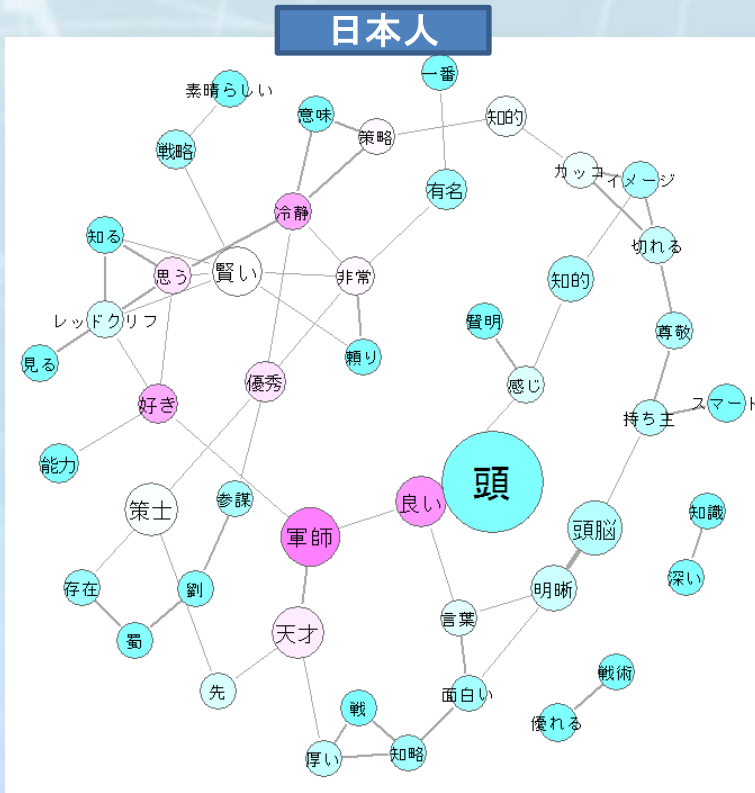 日本人
一番
素晴らしい
意味
知的
策略
戦略
カッコ
イメージ
有名
冷静
知る
切れる
思う
賢い
非常
知的
レッドクリフ
賢明
尊敬
頼り
見る
優秀
感じ
好き
スマート
持ち主
能力
頭
参謀
良い
策士
知識
頭脳
軍師
深い
存在
劉
明晰
言葉
天才
蜀
戦術
先
面白い
戦
優れる
知略
厚い